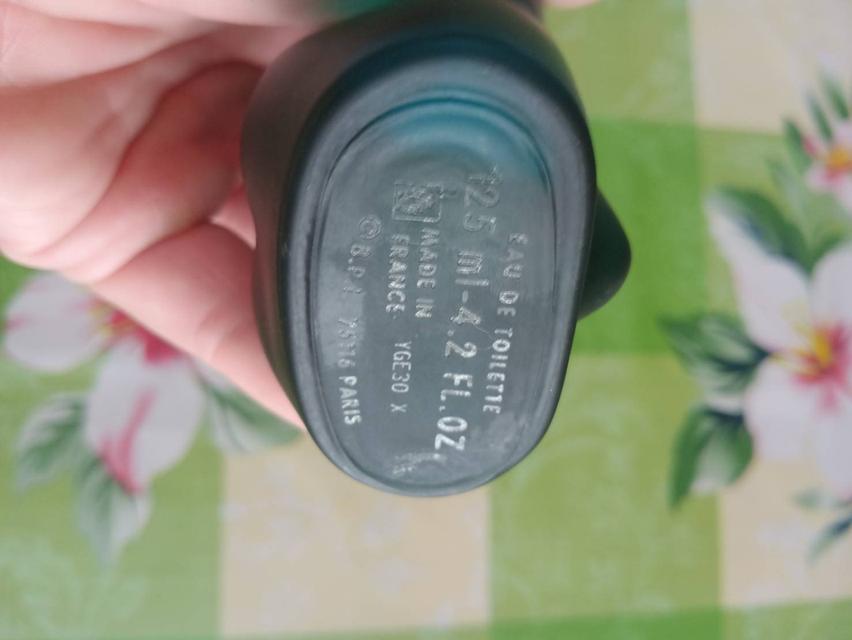 EAU DE TOILETTE
125 ml-4.2 FL.OZ.
MADE IN
FRANCE YGE30 X
© B.P.I. 75116 PARIS